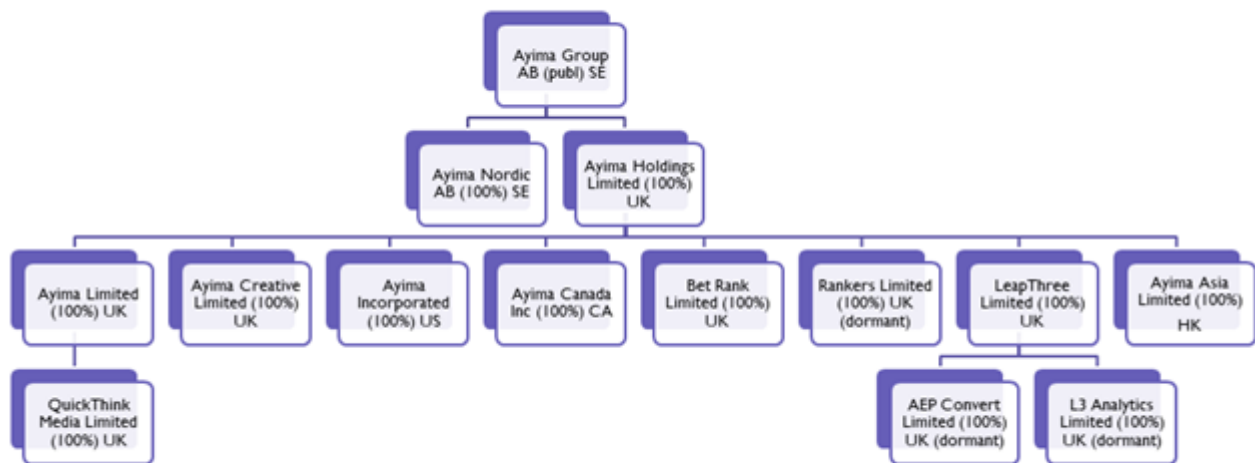 Ayima Group
AB (publ) SE
Ayima Nordic
AB (100%) SE
Ayima Holdings
Limited (100%)
UK
Ayima Limited
(100%) UK
Ayima Creative
Limited (100%)
UK
Ayima
Incorporated
(100%) US
Ayima Canada
Inc (100%) CA
Bet Rank
Limited (100%)
UK
Rankers Limited
(100%) UK
(dormant)
LeapThree
Limited (100%)
UK
Ayima Asia
Limited (100%)
HK
QuickThink
Media Limited
(100%) UK
AEP Convert
Limited (100%)
UK (dormant)
L3 Analytics
Limited (100%)
UK (dormant)